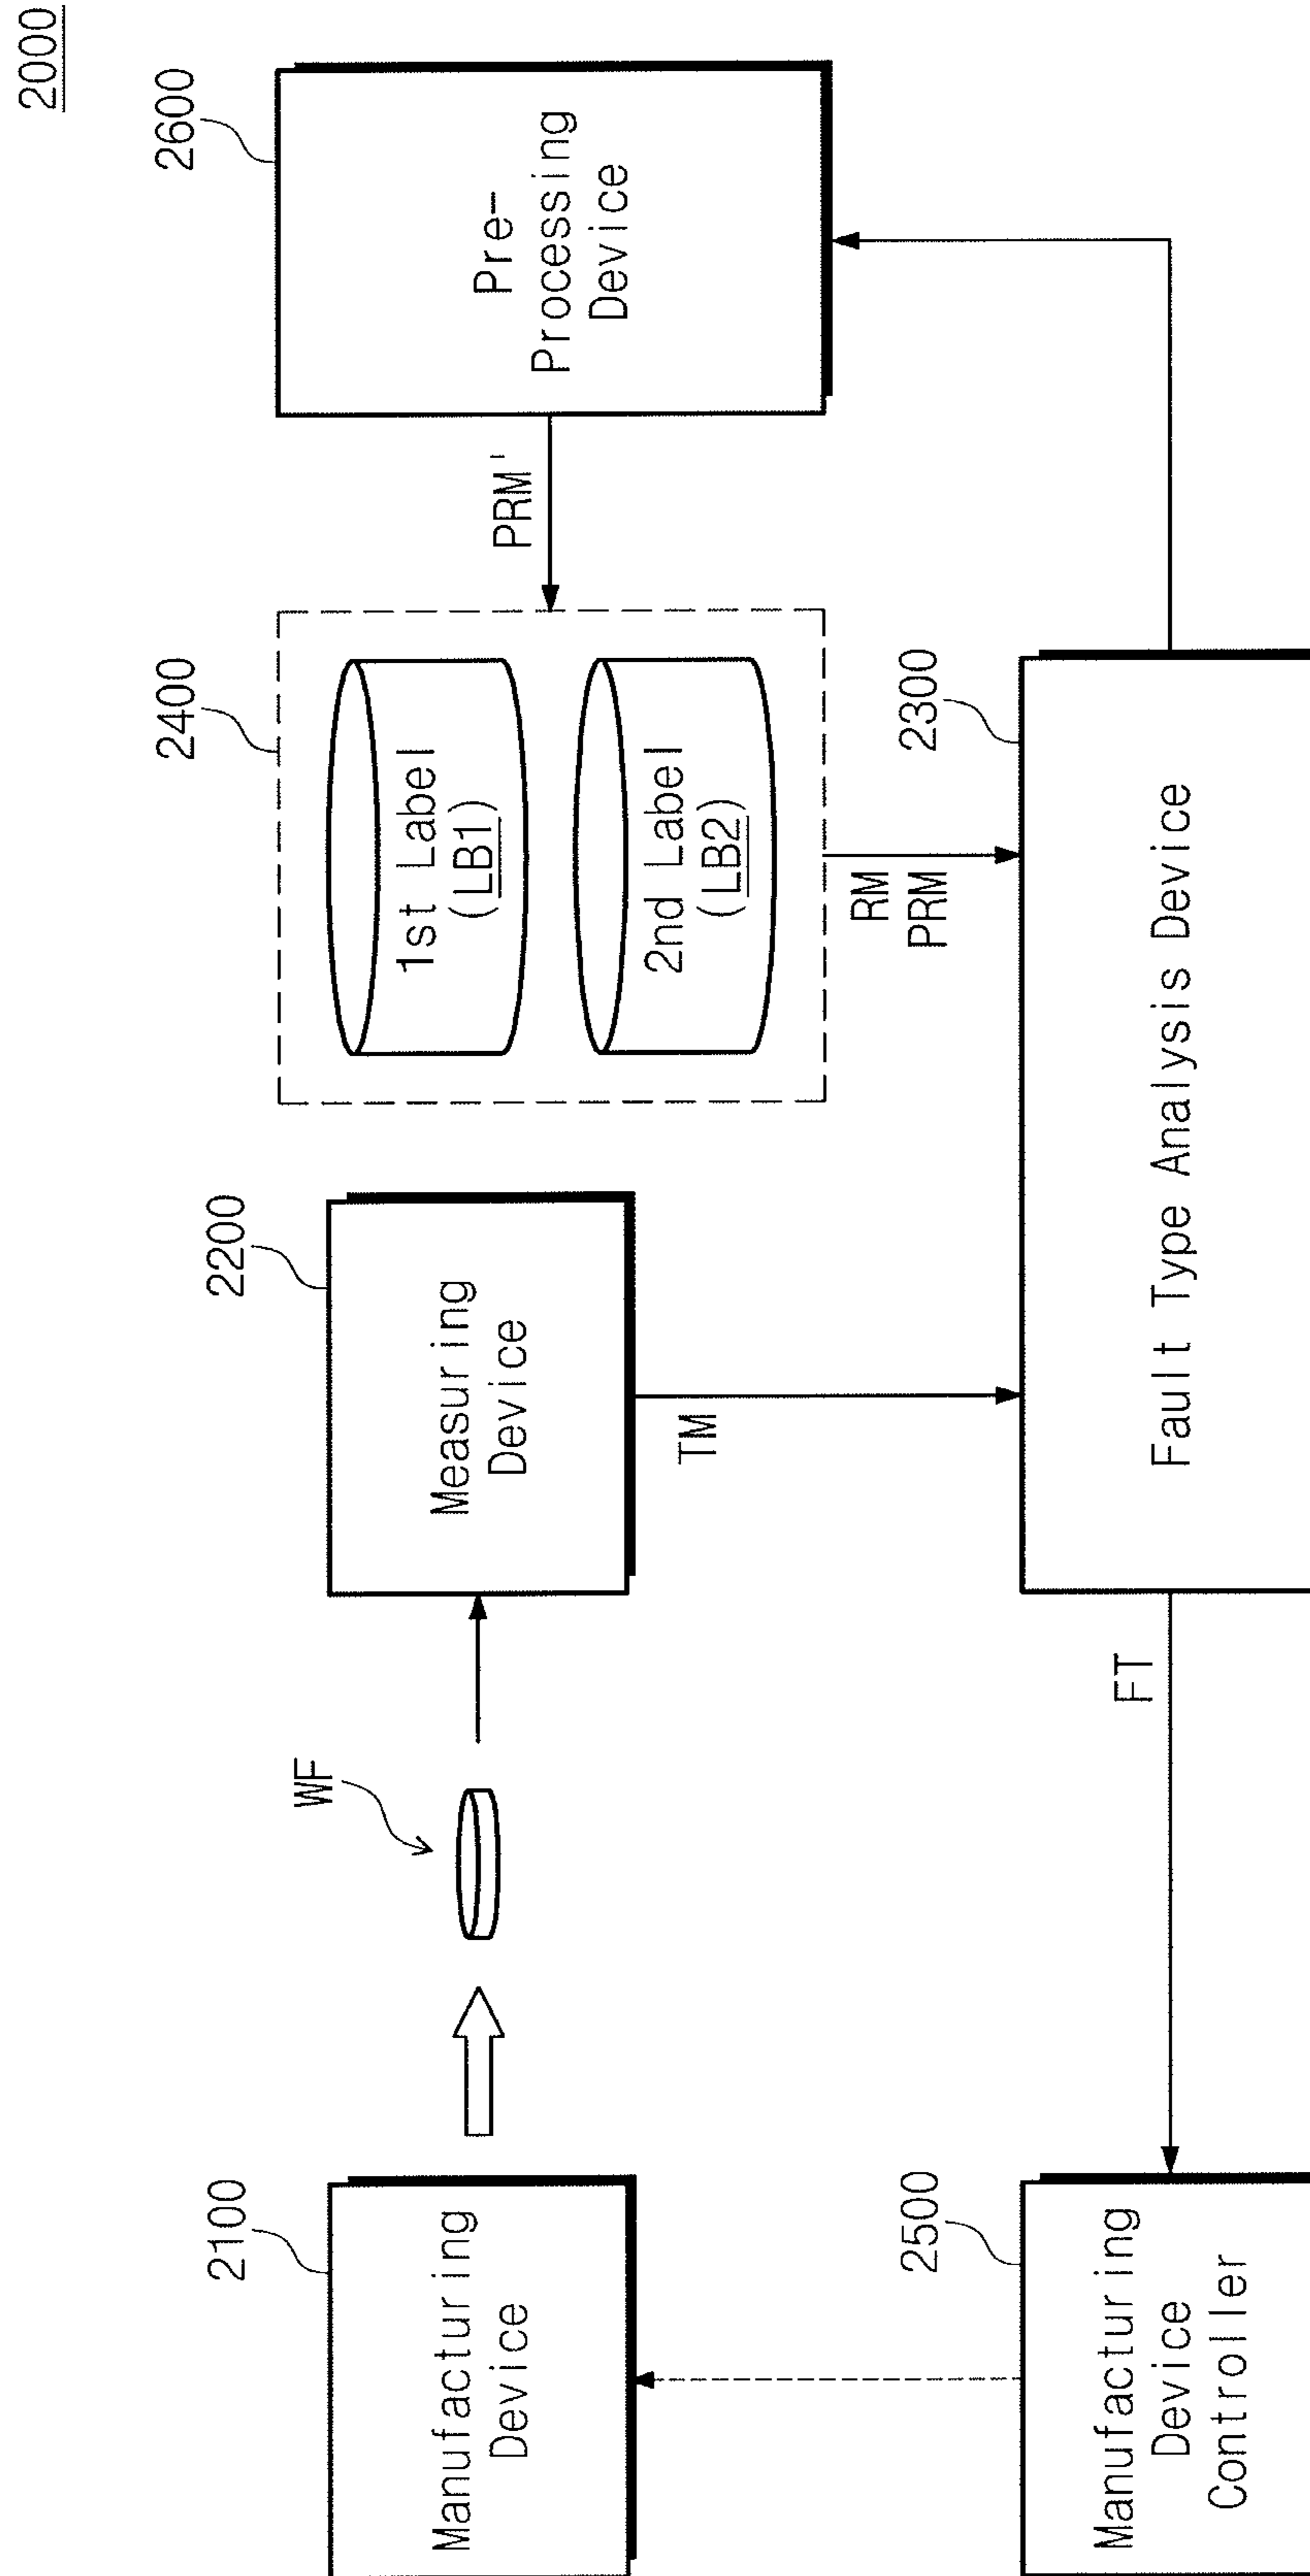 2000
2100
Manufacturing
Device
WF
2200
Measuring
Device
TM
2400
1st Label
(LB1)
2nd Label
(LB2)
RM
PRM
PRM'
2600
Pre-
Processing
Device
2500
Manufacturing
Device
Controller
FT
2300
Fault Type Analysis Device